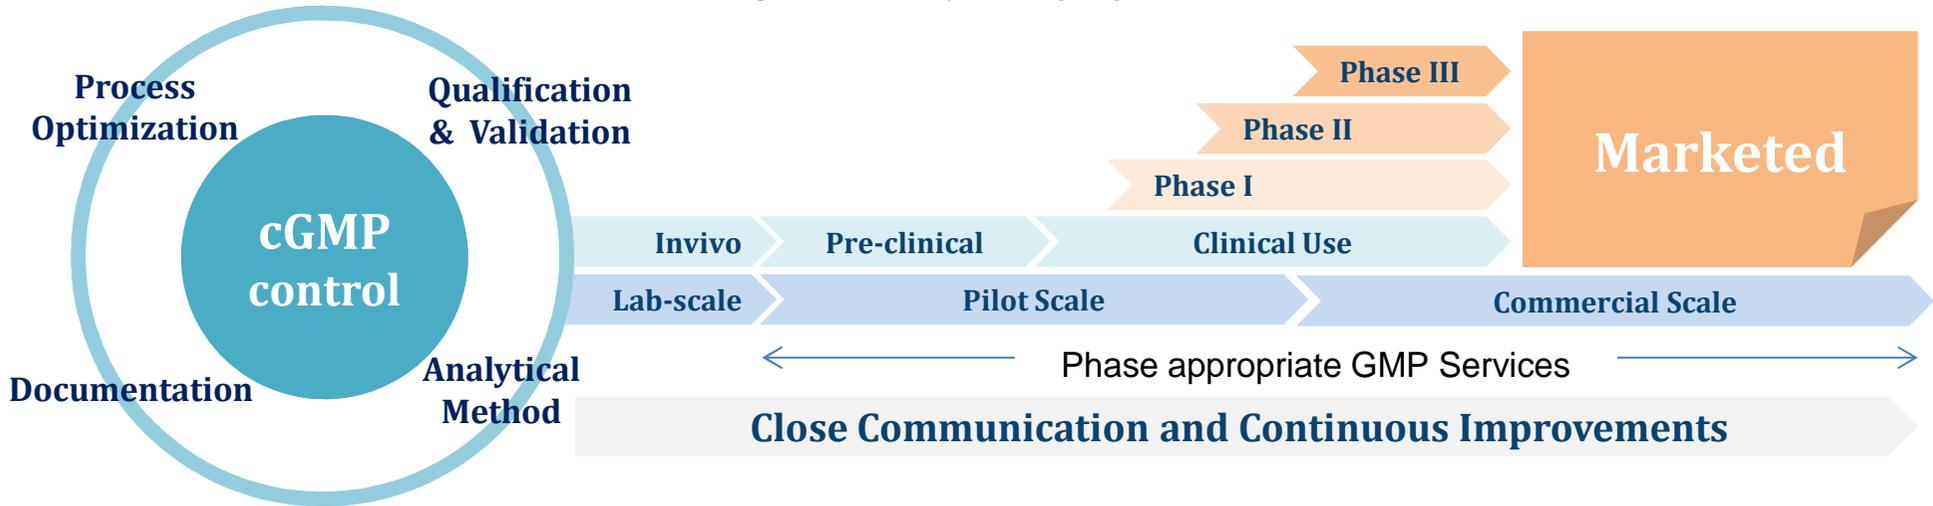 Process
Optimization
Qualification
& Validation
cGMP
control
Documentation
Analytical
Method
Phase III
Phase II
Phase I
Marketed
Invivo
Pre-clinical
Clinical Use
Lab-scale
Pilot Scale
Commercial Scale
Phase appropriate GMP Services
Close Communication and Continuous Improvements